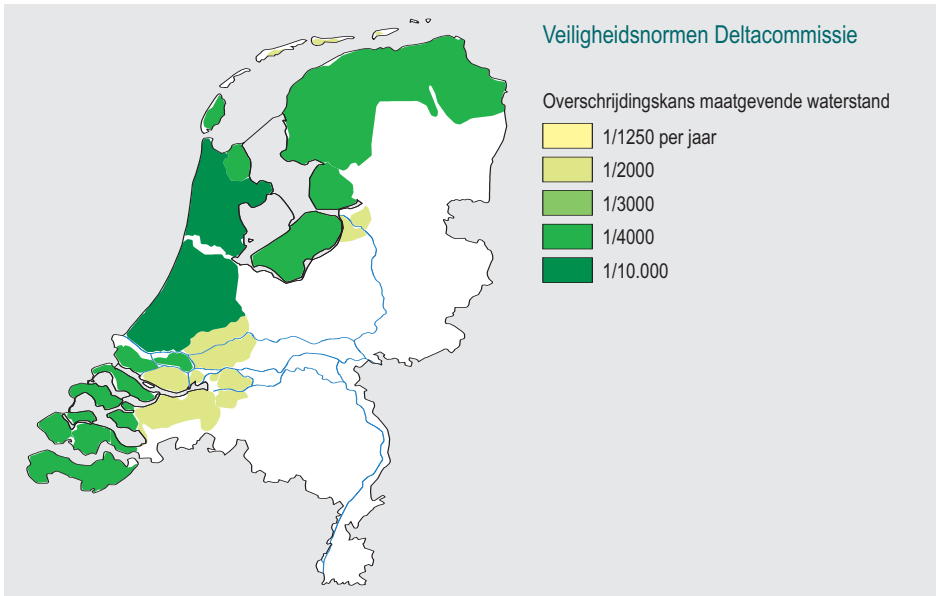 Veiligheidsnormen Deltacommissie
Overschrijdingskans maatgevende waterstand
1/1250 per jaar
1/2000
1/3000
1/4000
1/10.000